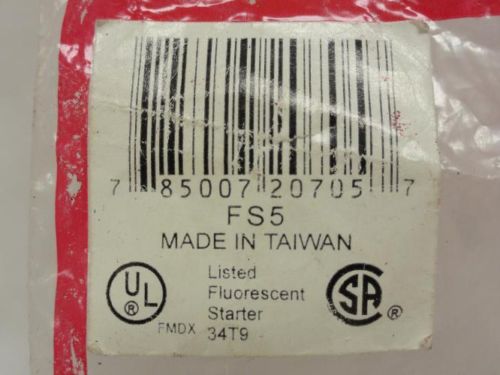 7 85007 20705 7
FS5
MADE IN TAIWAN
UL ®
Listed
Fluorescent
Starter
FMDX 34T9
SA ®